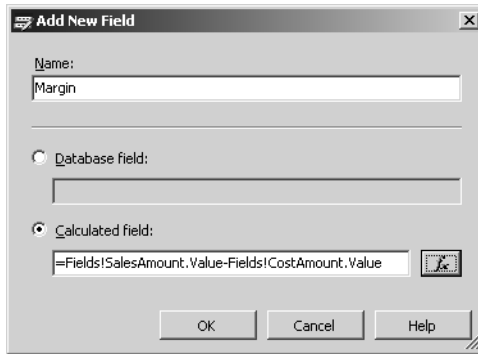 Add New Field
Name:
Margin
Database field:
Calculated field:
=Fields!SalesAmount.Value-Fields!CostAmount.Value
fx
OK Cancel Help